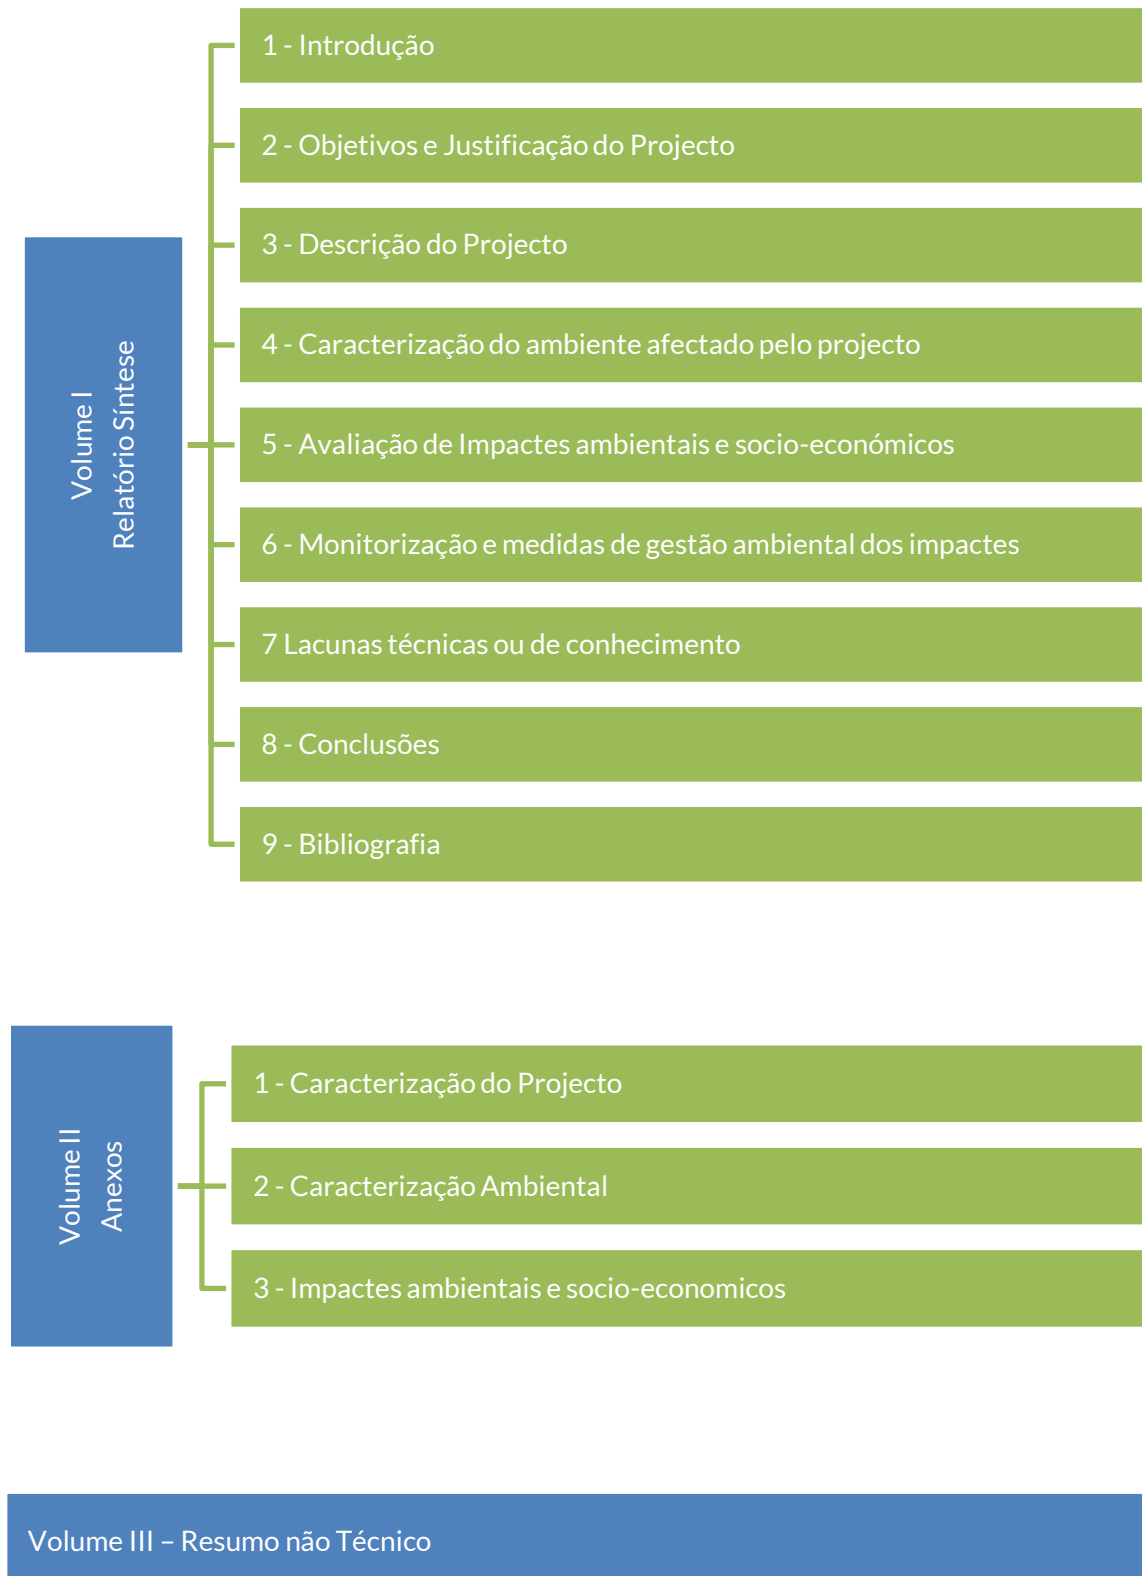 Volume I
Relatório Síntese
1 - Introdução
2 - Objetivos e Justificação do Projecto
3 - Descrição do Projecto
4 - Caracterização do ambiente afectado pelo projecto
5 - Avaliação de Impactes ambientais e socio-económicos
6 - Monitorização e medidas de gestão ambiental dos impactes
7 Lacunas técnicas ou de conhecimento
8 - Conclusões
9 - Bibliografia
Volume II
Anexos
1 - Caracterização do Projecto
2 - Caracterização Ambiental
3 - Impactes ambientais e socio-economicos
Volume III – Resumo não Técnico